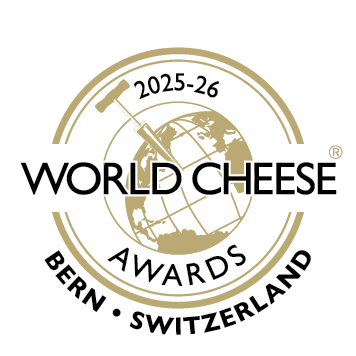 2025-26
WORLD CHEESE ®
AWARDS
BERN • SWITZERLAND